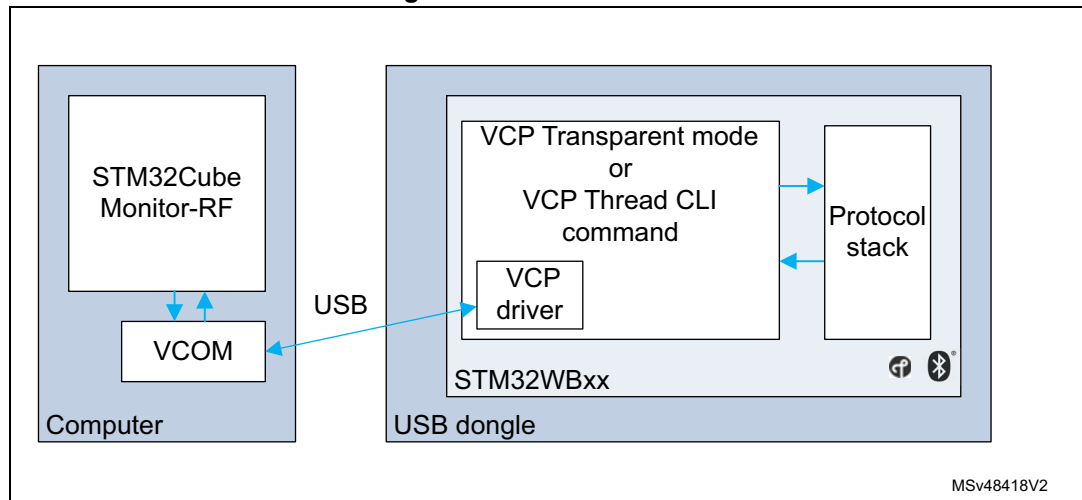 STM32Cube
Monitor-RF
VCOM
Computer
USB
VCP Transparent mode
or
VCP Thread CLI
command
VCP
driver
Protocol
stack
STM32WBxx
USB dongle
MSv48418V2